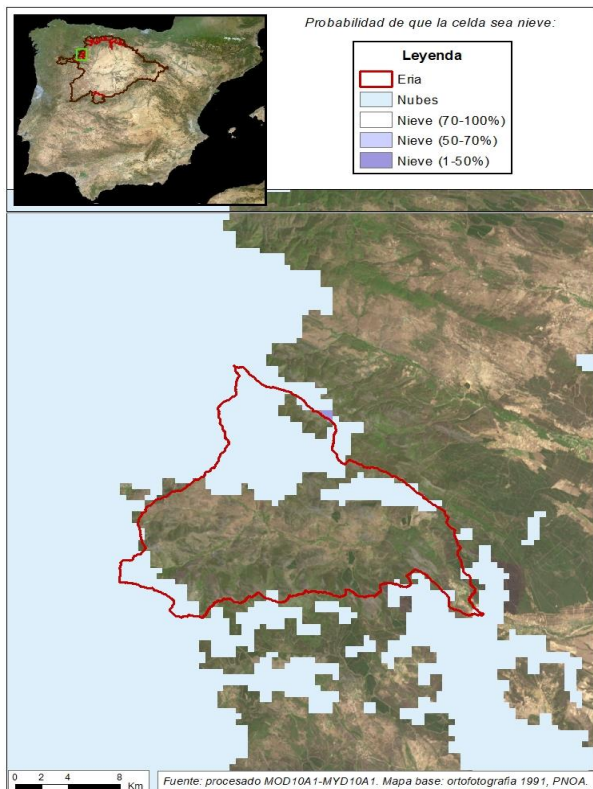 Probabilidad de que la celda sea nieve:
Leyenda
Eria
Nubes
Nieve (70-100%)
Nieve (50-70%)
Nieve (1-50%)
0 2 4 8
Km
Fuente: procesado MOD10A1-MYD10A1. Mapa base: ortofotografia 1991, PNOA.